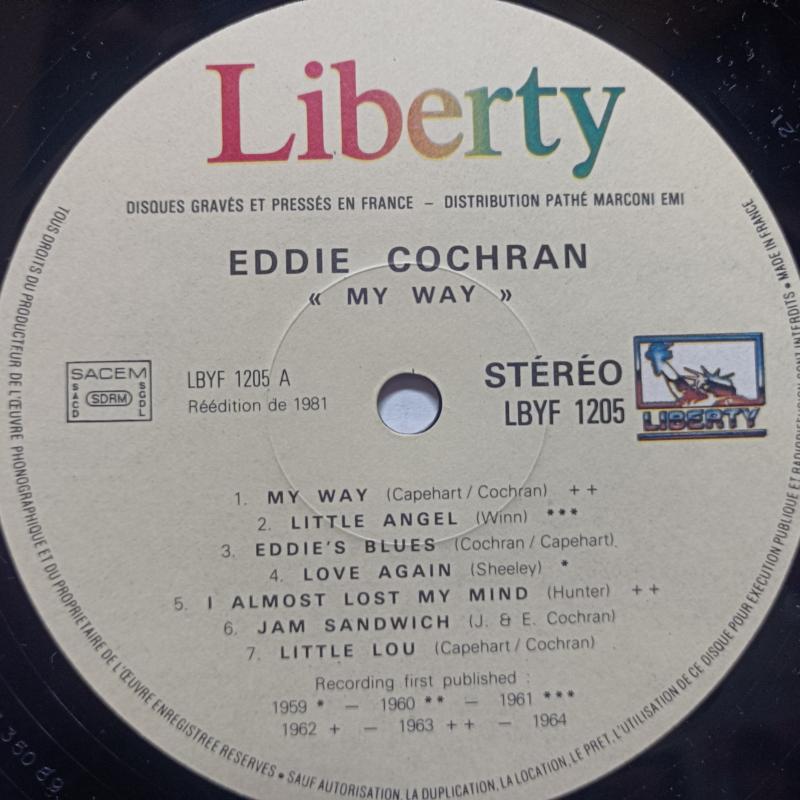 Liberty
DISQUES GRAVÉS ET PRESSÉS EN FRANCE – DISTRIBUTION PATHÉ MARCONI EMI
EDDIE COCHRAN
« MY WAY »
SACEM
SACD
SDRM
SGDL
LBYF 1205 A
Réédition de 1981
STÉRÉO
LBYF 1205
LIBERTY
1. MY WAY (Capehart / Cochran) ++
2. LITTLE ANGEL (Winn) ***
3. EDDIE'S BLUES (Cochran / Capehart)
4. LOVE AGAIN (Sheeley) *
5. I ALMOST LOST MY MIND (Hunter) ++
6. JAM SANDWICH (J. & E. Cochran)
7. LITTLE LOU (Capehart / Cochran)
Recording first published :
1959 * – 1960 ** – 1961 ***
1962 + – 1963 ++ – 1964
TOUS DROITS DU PRODUCTEUR DE L'ŒUVRE PHONOGRAPHIQUE ET DU PROPRIETAIRE DE L'ŒUVRE ENREGISTREE RESERVES • SAUF AUTORISATION, LA DUPLICATION, LA LOCATION, LE PRET, L'UTILISATION DE CE DISQUE POUR EXECUTION PUBLIQUE ET RADIODIFFUSION SONT INTERDITS • MADE IN FRANCE